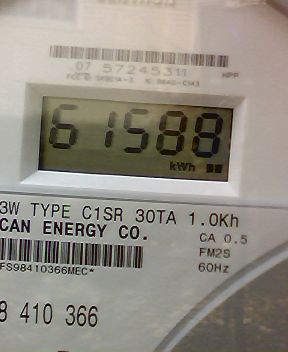 07 57245311 HPP
61588
kWh
3W TYPE C1SR 30TA 1.0Kh
CAN ENERGY CO.
CA 0.5
FM2S
60Hz
FS98410366MEC*
8 410 366